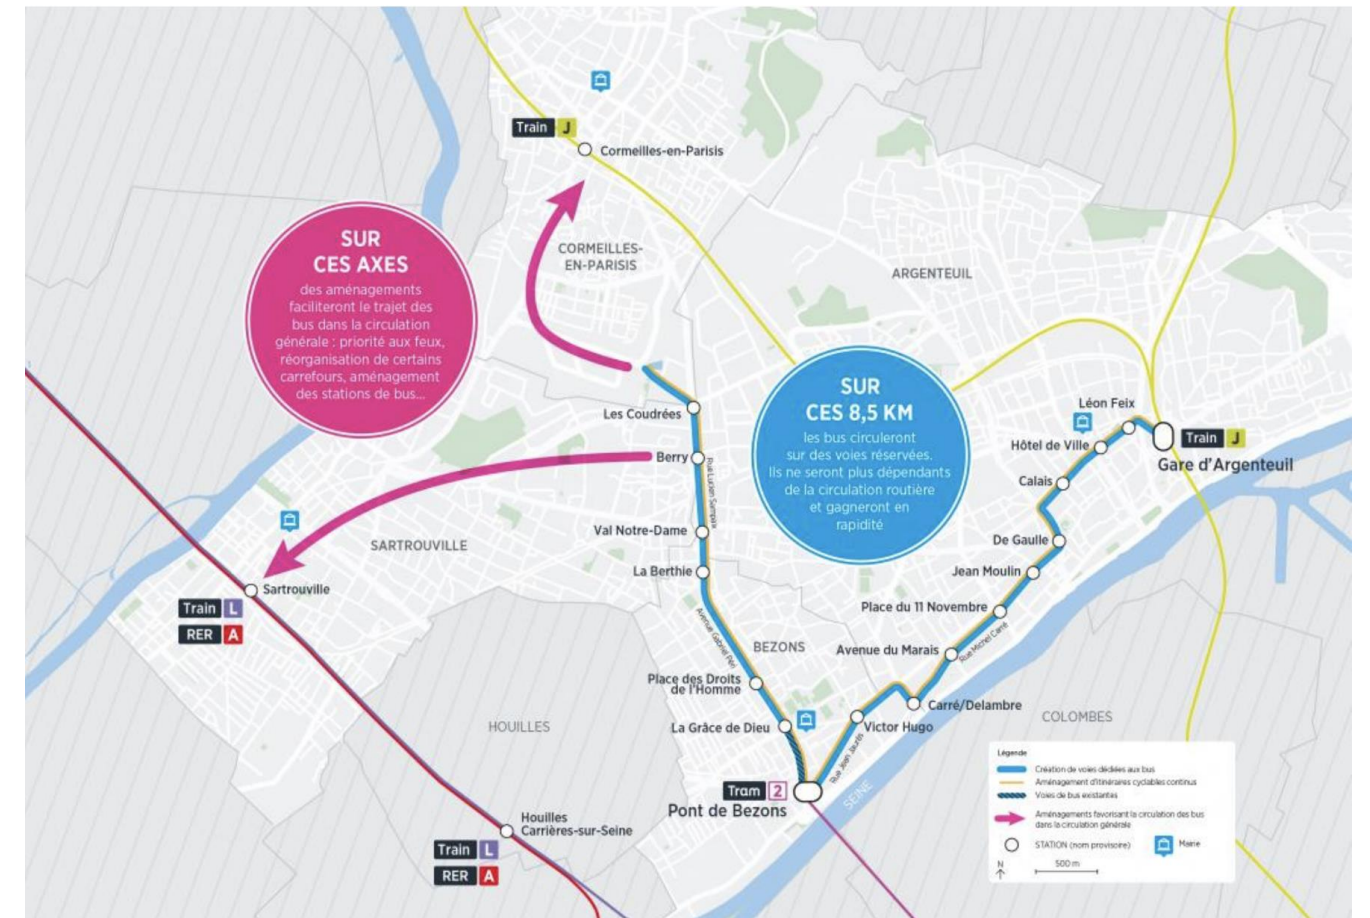 Train J
Cormeilles-en-Parisis
SUR
CES AXES
des aménagements
faciliteront le trajet des
bus dans la circulation
générale : priorité aux feux,
réorganisation de certains
carrefours, aménagement
des stations de bus...
CORMEILLES-
EN-PARISIS
ARGENTEUIL
SUR
CES 8,5 KM
les bus circuleront
sur des voies réservées.
Ils ne seront plus dépendants
de la circulation routière
et gagneront en
rapidité
Les Coudrées
Berry
Rue Lucien Sampaix
Val Notre-Dame
La Berthie
Avenue Gabriel Péri
Place des Droits
de l'Homme
La Grâce de Dieu
Tram 2
Pont de Bezons
Léon Feix
Hôtel de Ville
Train J
Gare d'Argenteuil
Calais
De Gaulle
Jean Moulin
Place du 11 Novembre
Rue Michel Carré
Avenue du Marais
Carré/Delambre
Victor Hugo
Rue Jean Jaurès
BEZONS
SARTROUVILLE
Sartrouville
Train L
RER A
HOUILLES
Houilles
Carrières-sur-Seine
Train L
RER A
COLOMBES
SEINE
Légende
Création de voies dédiées aux bus
Aménagement d'itinéraires cyclables continus
Voies de bus existantes
Aménagements favorisant la circulation des bus
dans la circulation générale
STATION (nom provisoire)
Mairie
N
500 m